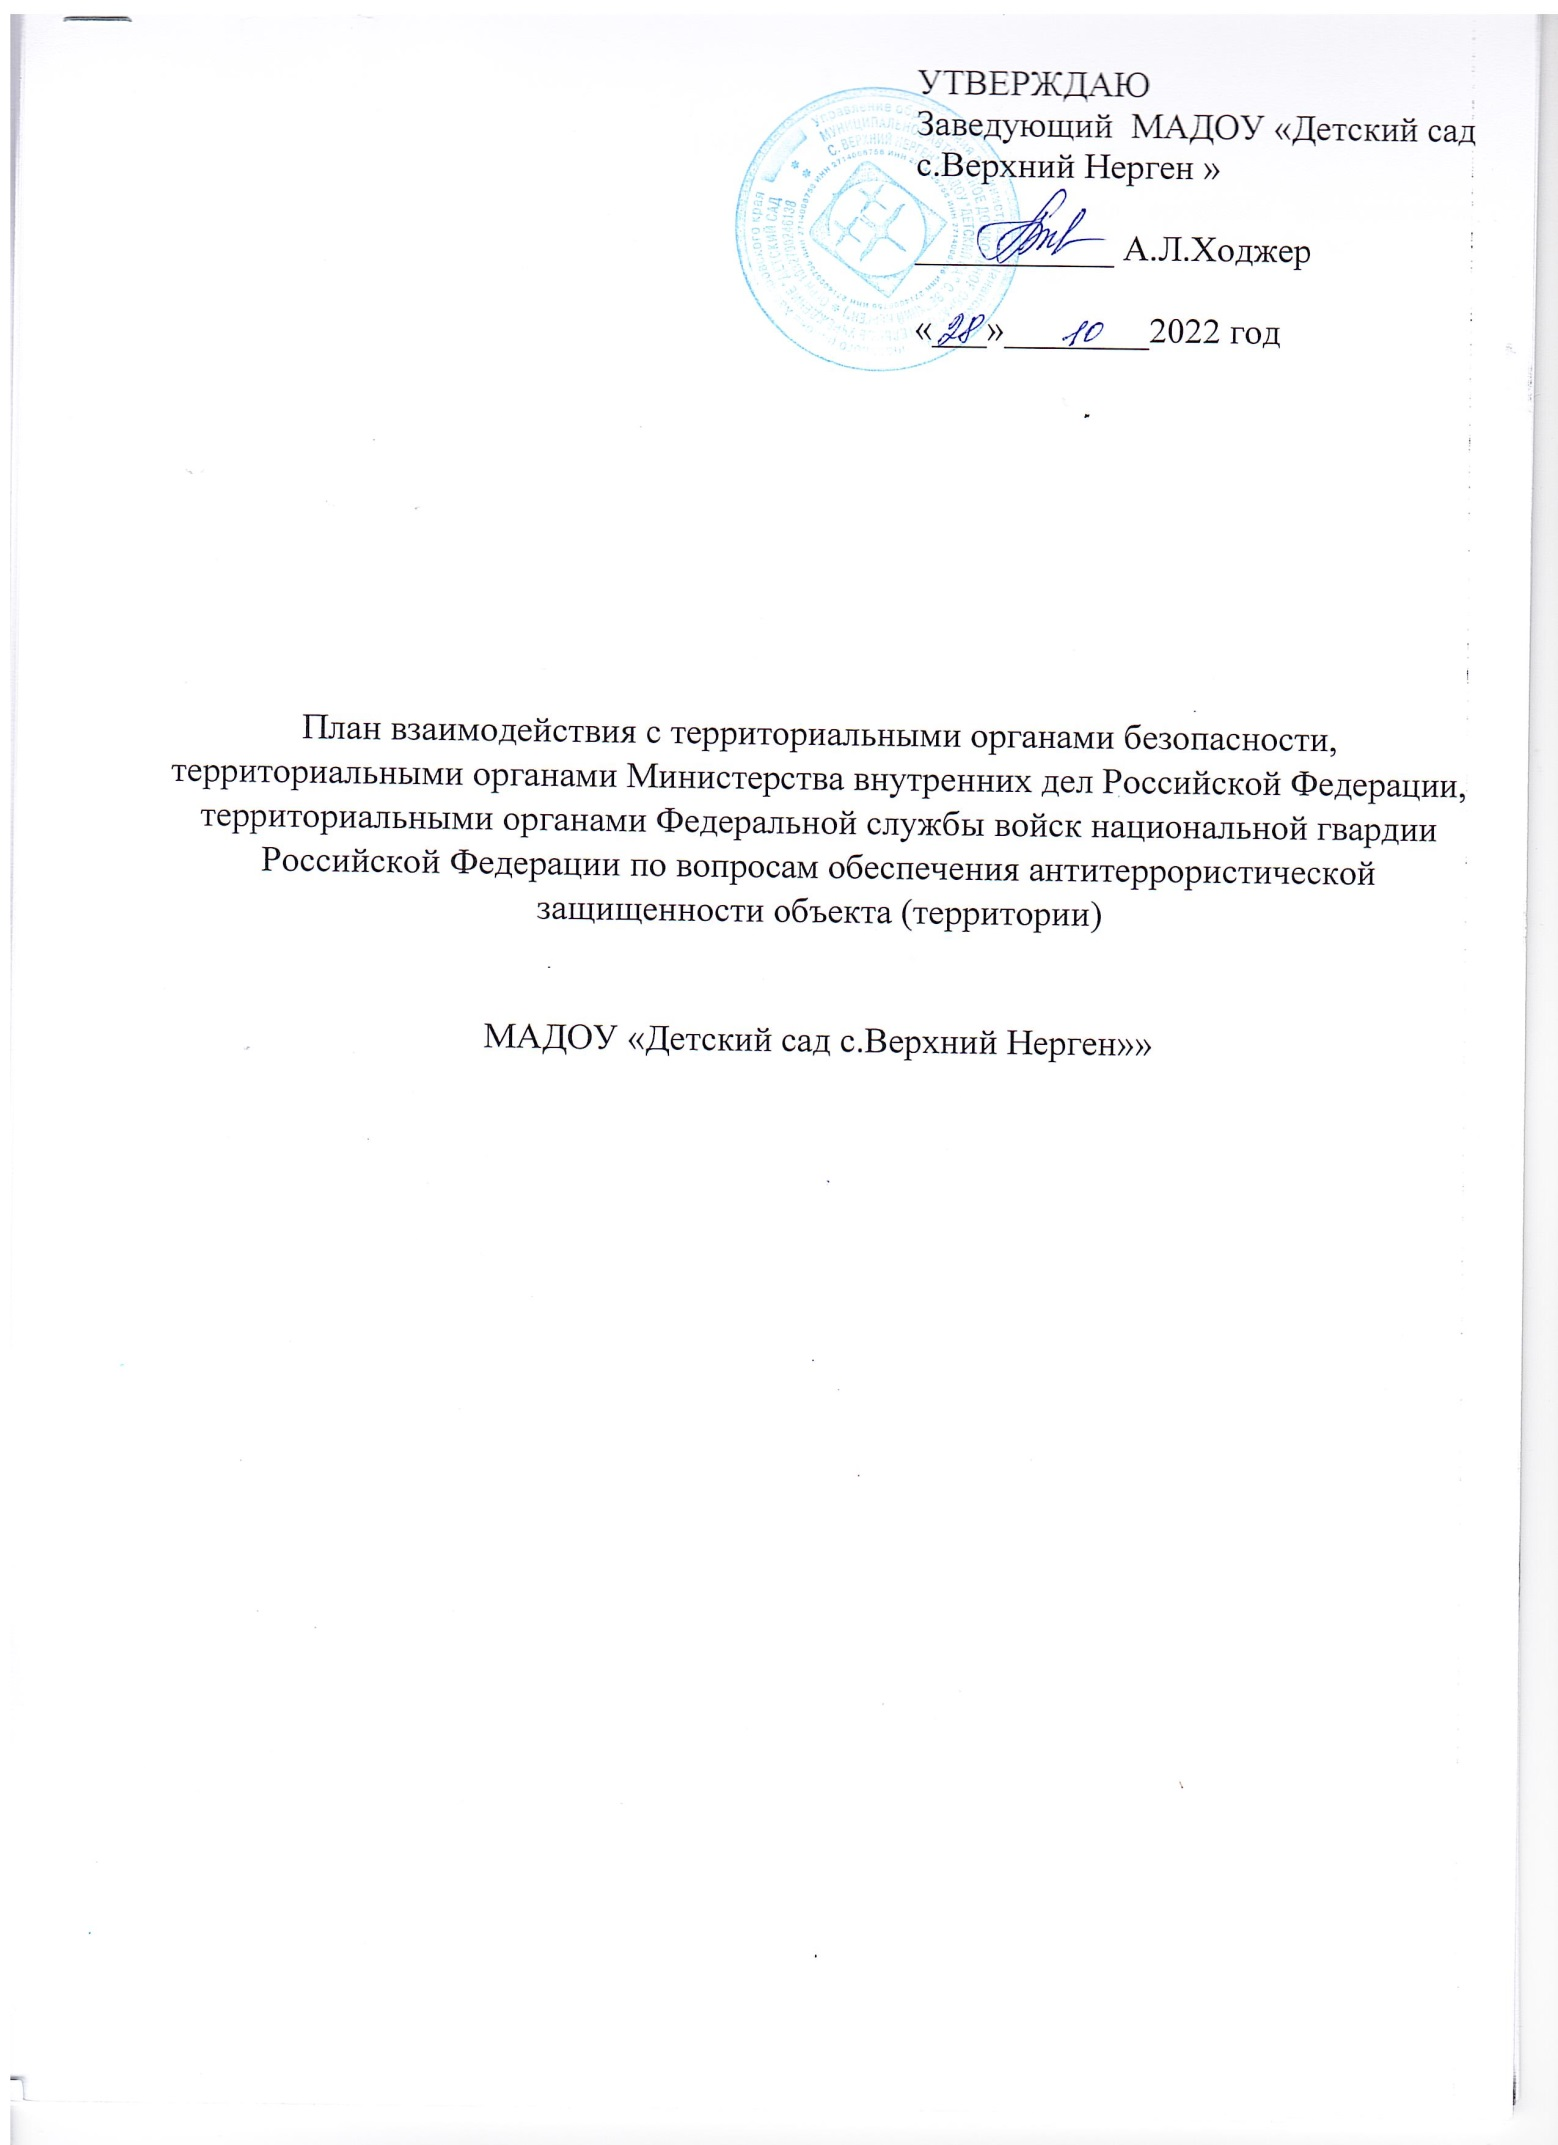 УТВЕРЖДАЮ
Заведующий МАДОУ «Детский сад
с.Верхний Нерген »
____________ А.Л.Ходжер
«28» 10 2022 год
План взаимодействия с территориальными органами безопасности,
территориальными органами Министерства внутренних дел Российской Федерации,
территориальными органами Федеральной службы войск национальной гвардии
Российской Федерации по вопросам обеспечения антитеррористической
защищенности объекта (территории)
МАДОУ «Детский сад с.Верхний Нерген»»